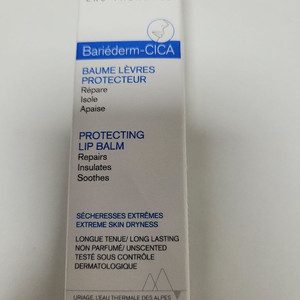 Bariéderm-CICA
BAUME LÈVRES
PROTECTEUR
Répare
Isole
Apaise
PROTECTING
LIP BALM
Repairs
Insulates
Soothes
SÉCHERESSES EXTRÊMES
EXTREME SKIN DRYNESS
LONGUE TENUE/ LONG LASTING
NON PARFUMÉ/ UNSCENTED
TESTÉ SOUS CONTRÔLE
DERMATOLOGIQUE
URIAGE, L'EAU THERMALE DES ALPES